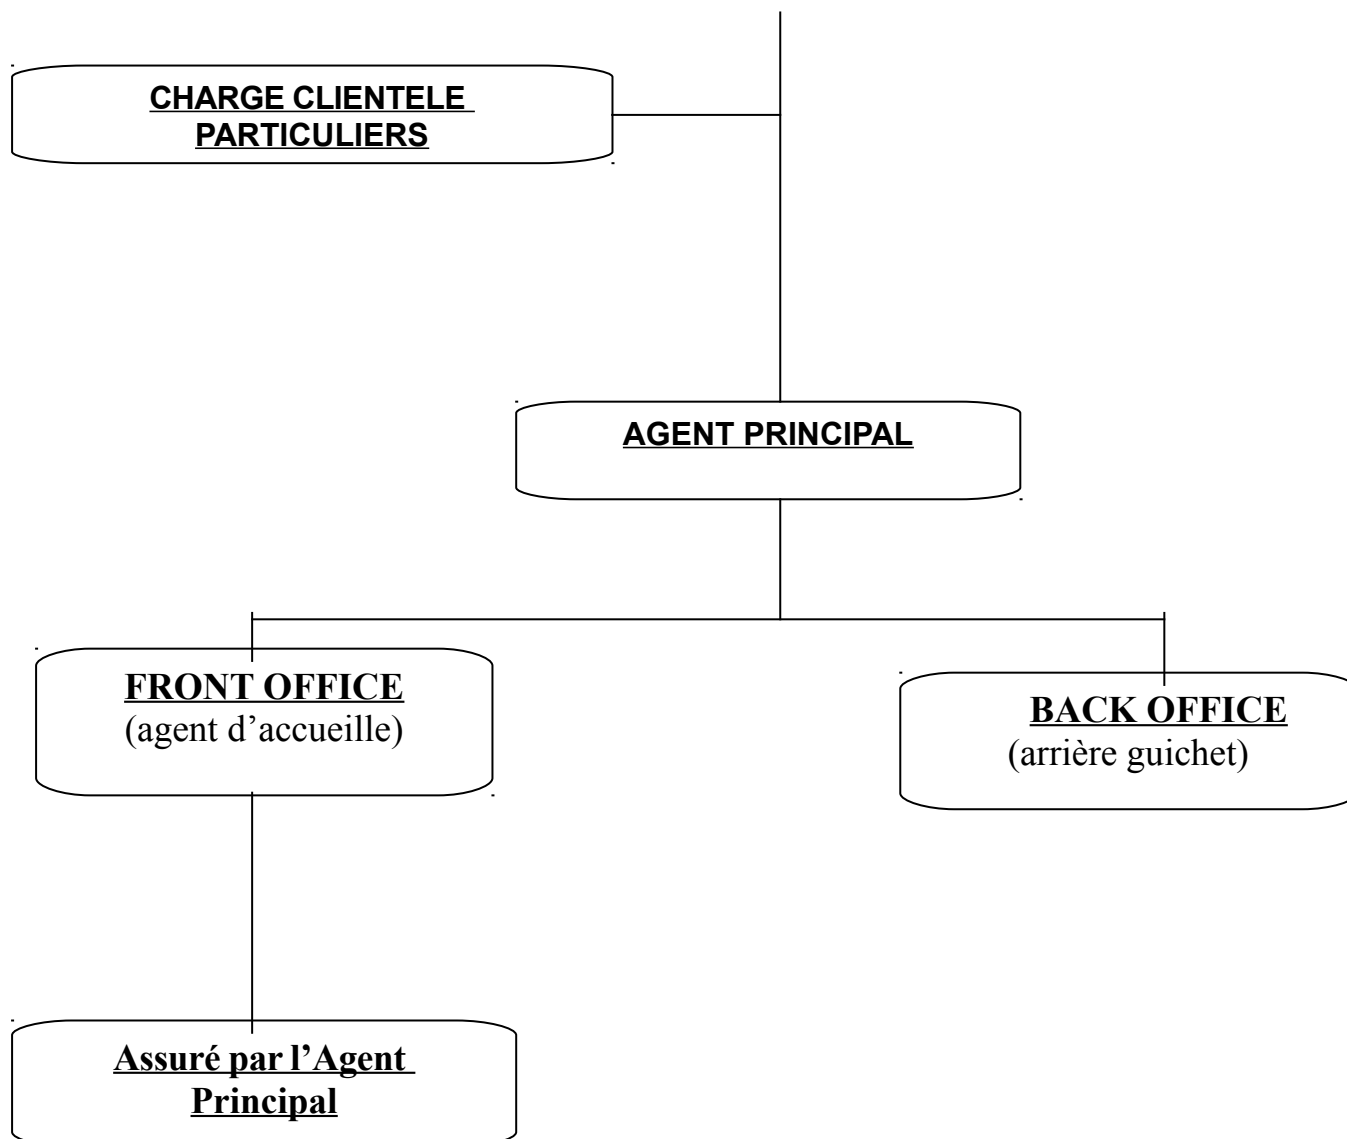 CHARGE CLIENTELE
PARTICULIERS
AGENT PRINCIPAL
FRONT OFFICE
(agent d’accueille)
BACK OFFICE
(arrière guichet)
Assuré par l’Agent
Principal